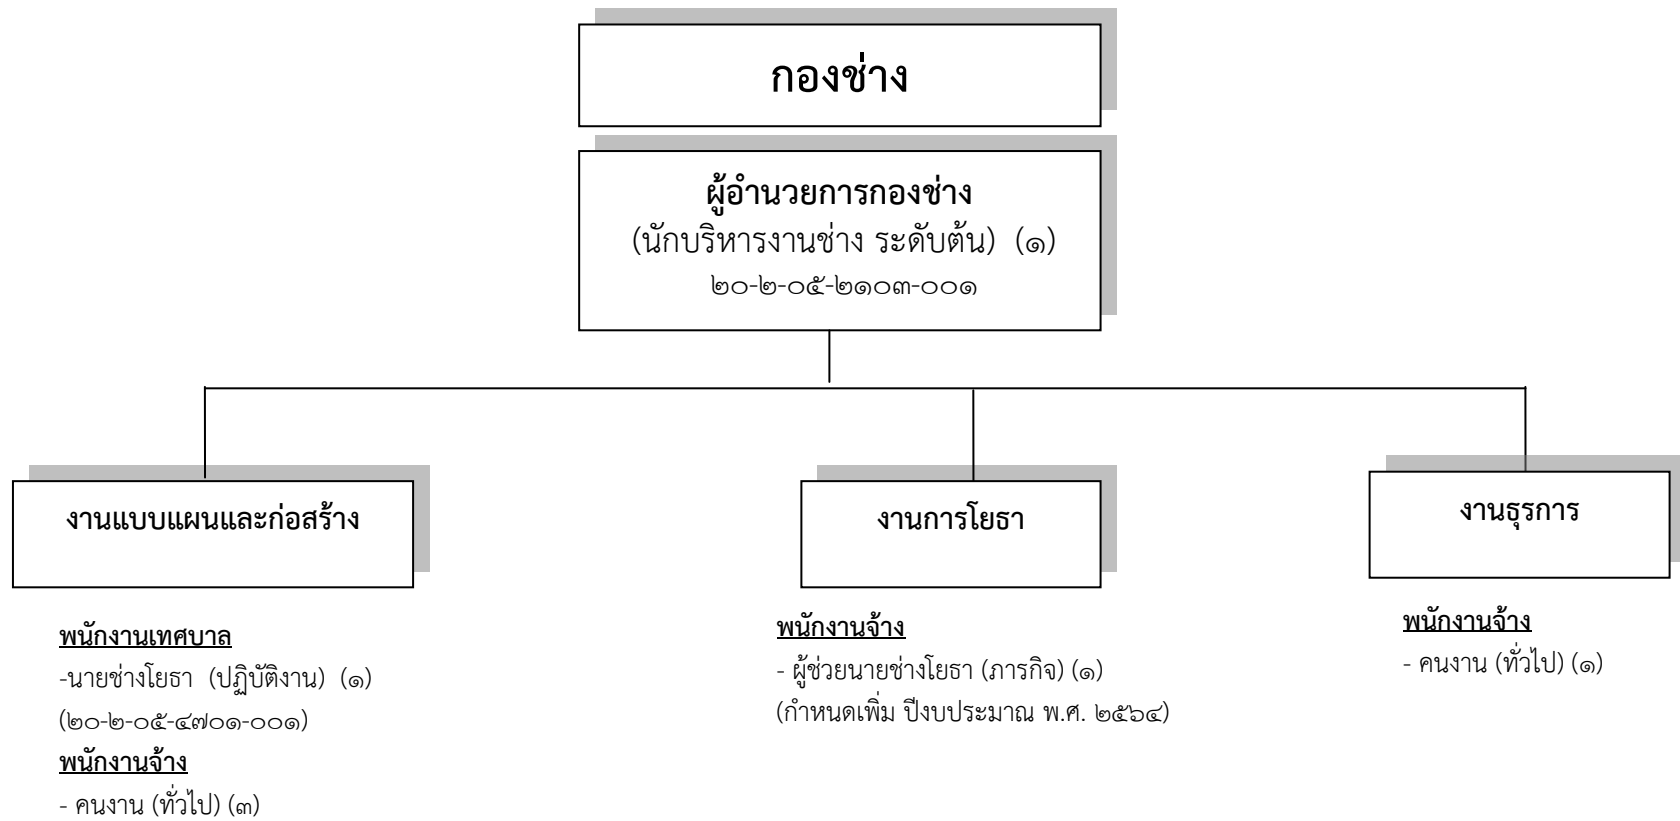 กองช่าง
ผู้อำนวยการกองช่าง
(นักบริหารงานช่าง ระดับต้น) (๑)
๒๐-๒-๐๕-๒๑๐๓-๐๐๑
งานแบบแผนและก่อสร้าง
พนักงานเทศบาล
-นายช่างโยธา (ปฏิบัติงาน) (๑)
(๒๐-๒-๐๕-๔๗๐๑-๐๐๑)
พนักงานจ้าง
- คนงาน (ทั่วไป) (๓)
งานการโยธา
พนักงานจ้าง
- ผู้ช่วยนายช่างโยธา (ภารกิจ) (๑)
(กำหนดเพิ่ม ปีงบประมาณ พ.ศ. ๒๕๖๔)
งานธุรการ
พนักงานจ้าง
- คนงาน (ทั่วไป) (๑)